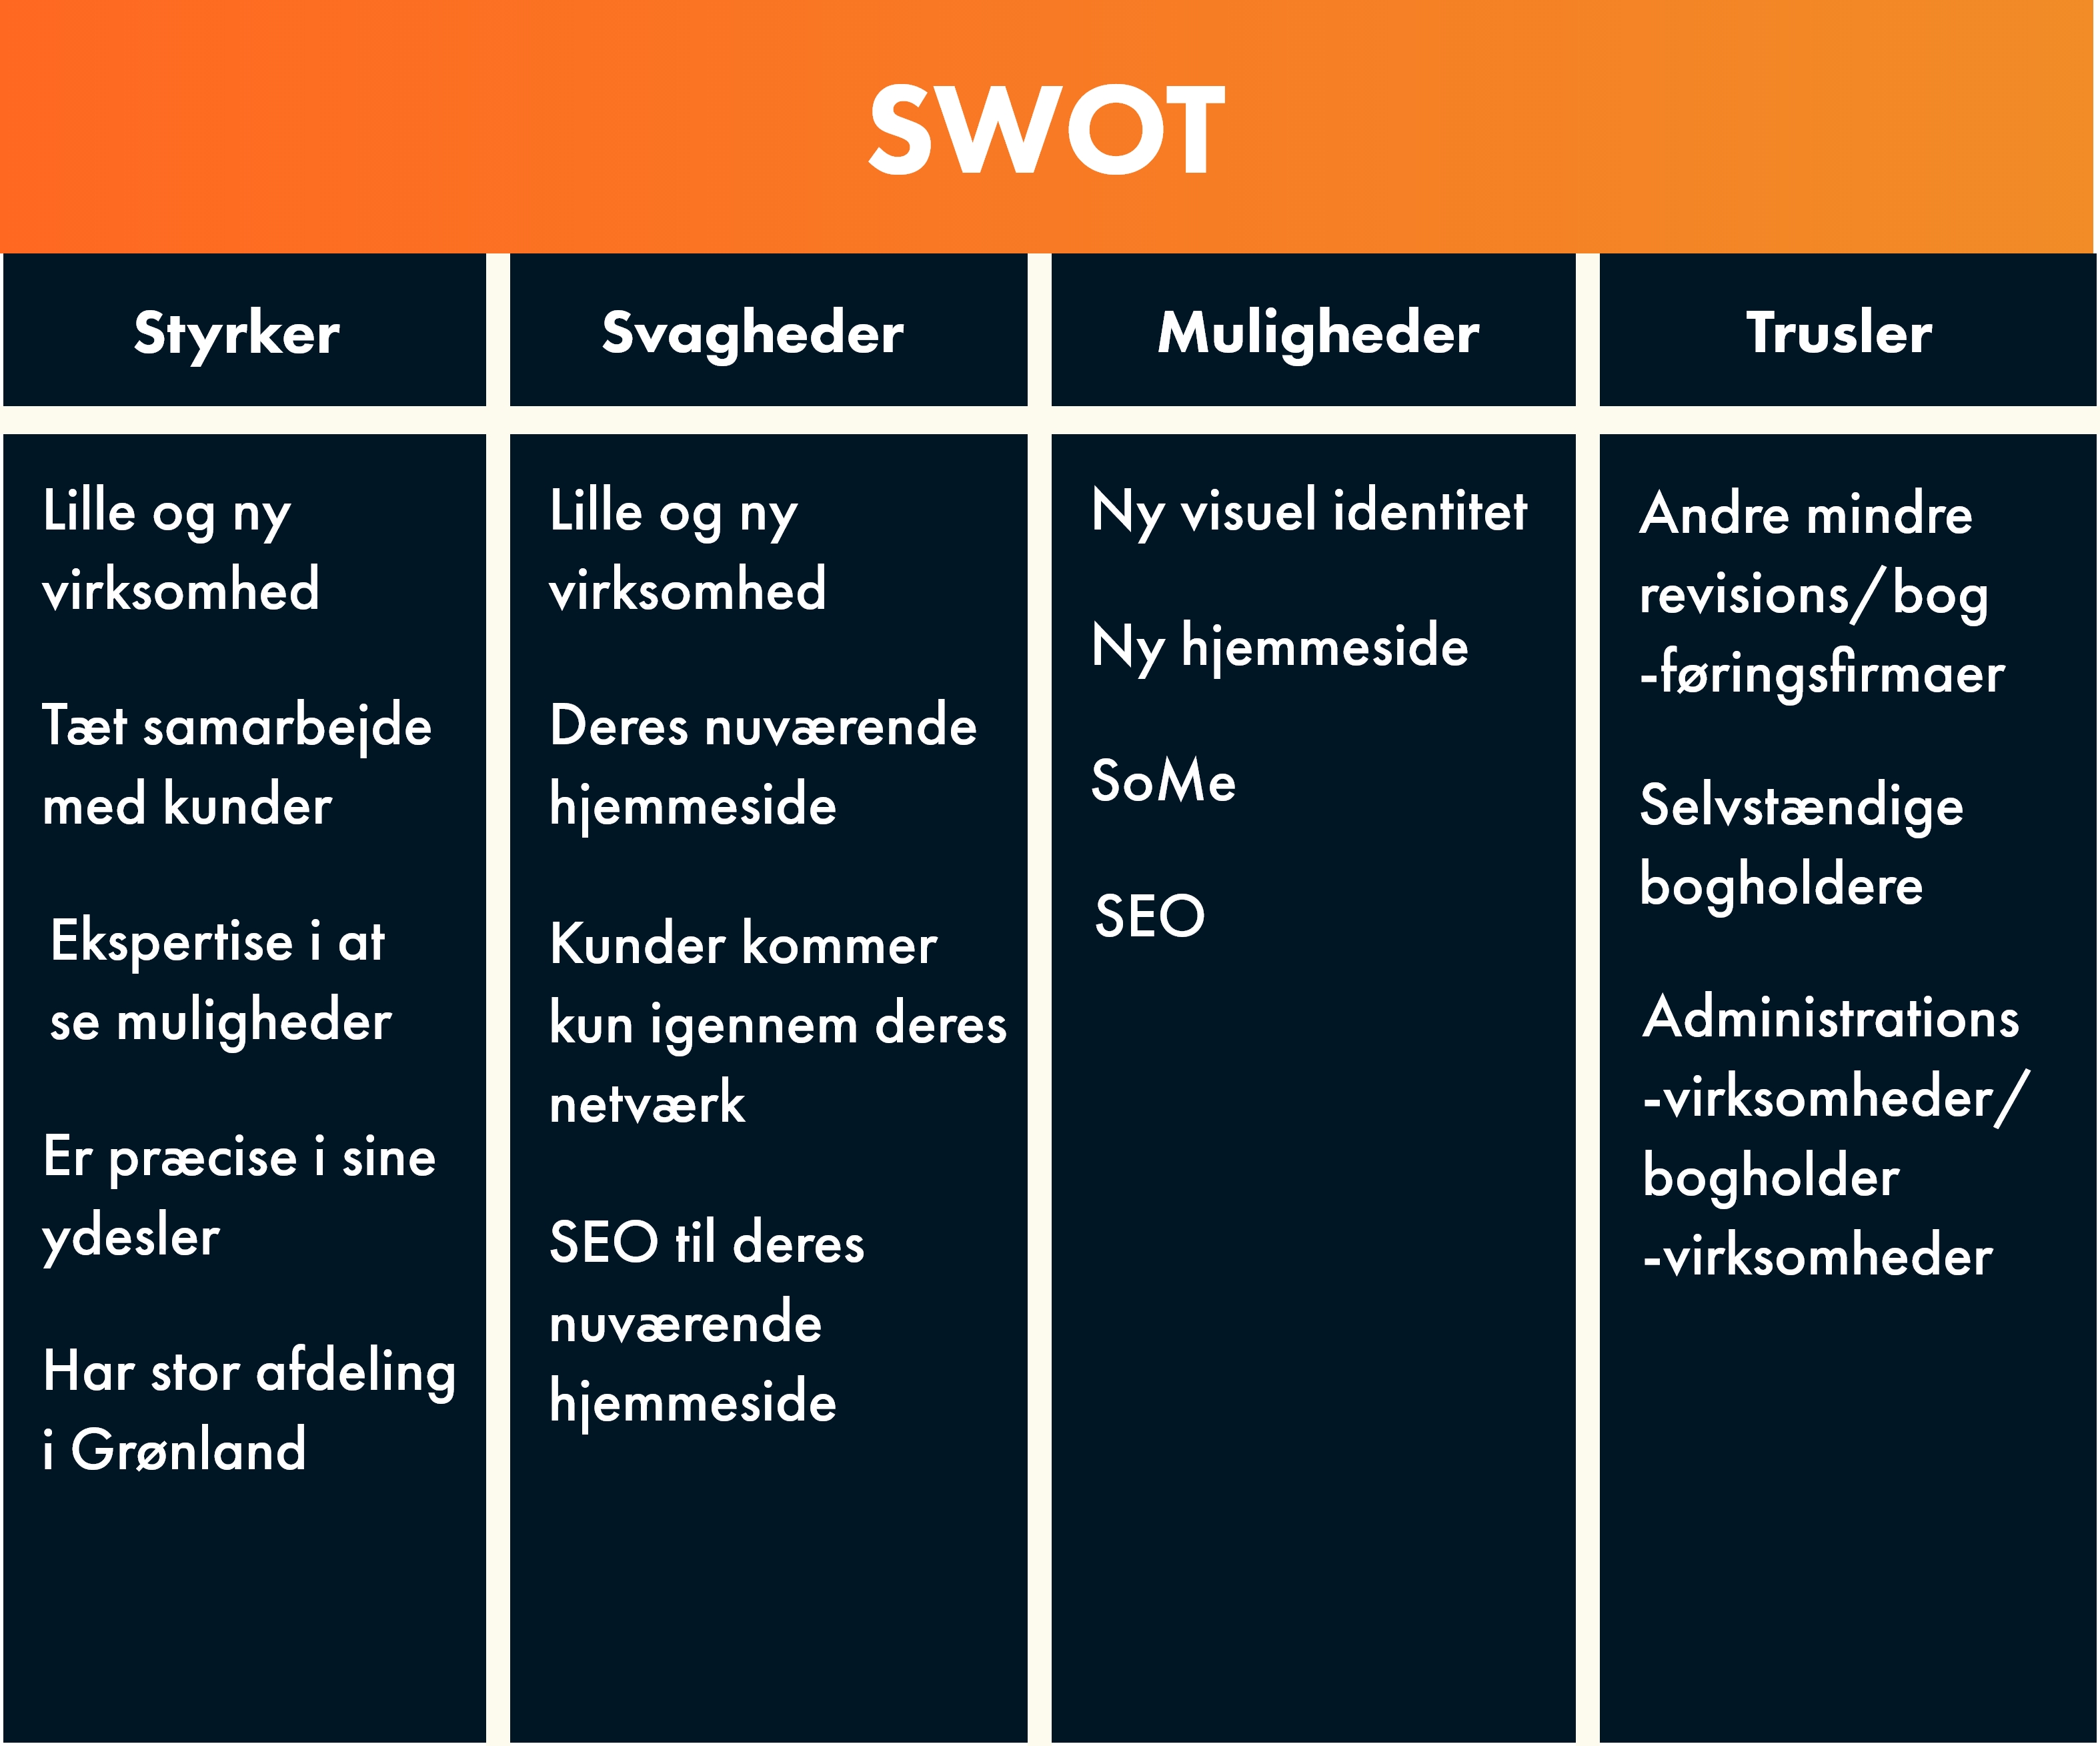 SWOT
Styrker
Svagheder
Muligheder
Trusler
Lille og ny
virksomhed
Tæt samarbejde
med kunder
Ekspertise i at
se muligheder
Er præcise i sine
ydesler
Har stor afdeling
i Grønland
Lille og ny
virksomhed
Deres nuværende
hjemmeside
Kunder kommer
kun igennem deres
netværk
SEO til deres
nuværende
hjemmeside
Ny visuel identitet
Ny hjemmeside
SoMe
SEO
Andre mindre
revisions/bog
-føringsfirmaer
Selvstændige
bogholdere
Administrations
-virksomheder/
bogholder
-virksomheder